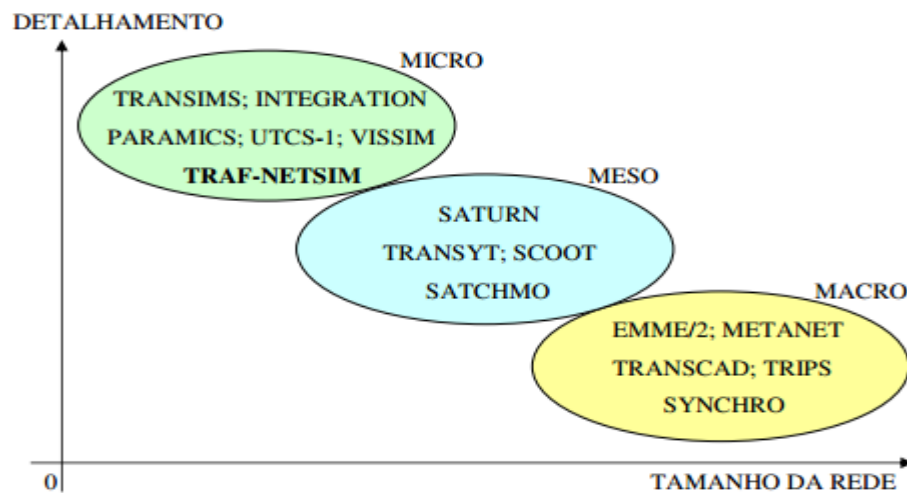 DETALHAMENTO
MICRO
TRANSIMS; INTEGRATION
PARAMICS; UTCS-1; VISSIM
TRAF-NETSIM
MESO
SATURN
TRANSYT; SCOOT
SATCHMO
MACRO
EMME/2; METANET
TRANSCAD; TRIPS
SYNCHRO
0
TAMANHO DA REDE